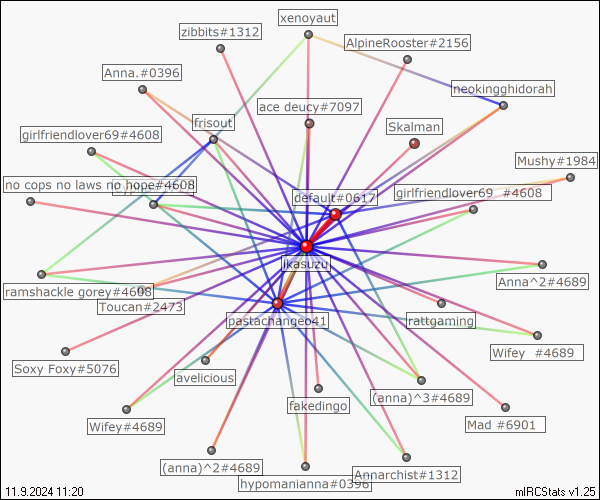 xenoyaut
zibbits#1312
AlpineRooster#2156
Anna.#0396
neokingghidorah
ace deucy#7097
frisout
Skalman
girlfriendlover69#4608
Mushy#1984
no cops no laws no hope#4608
girlfriendlover69 #4608
default#0617
ikasuzu
Anna^2#4689
ramshackle gorey#4608
Toucan#2473
pastachangeo41
rattgaming
Wifey #4689
Soxy Foxy#5076
avelicious
(anna)^3#4689
fakedingo
Wifey#4689
Mad #6901
(anna)^2#4689
Annarchist#1312
hypomanianna#0396
11.9.2024 11:20
mIRCStats v1.25